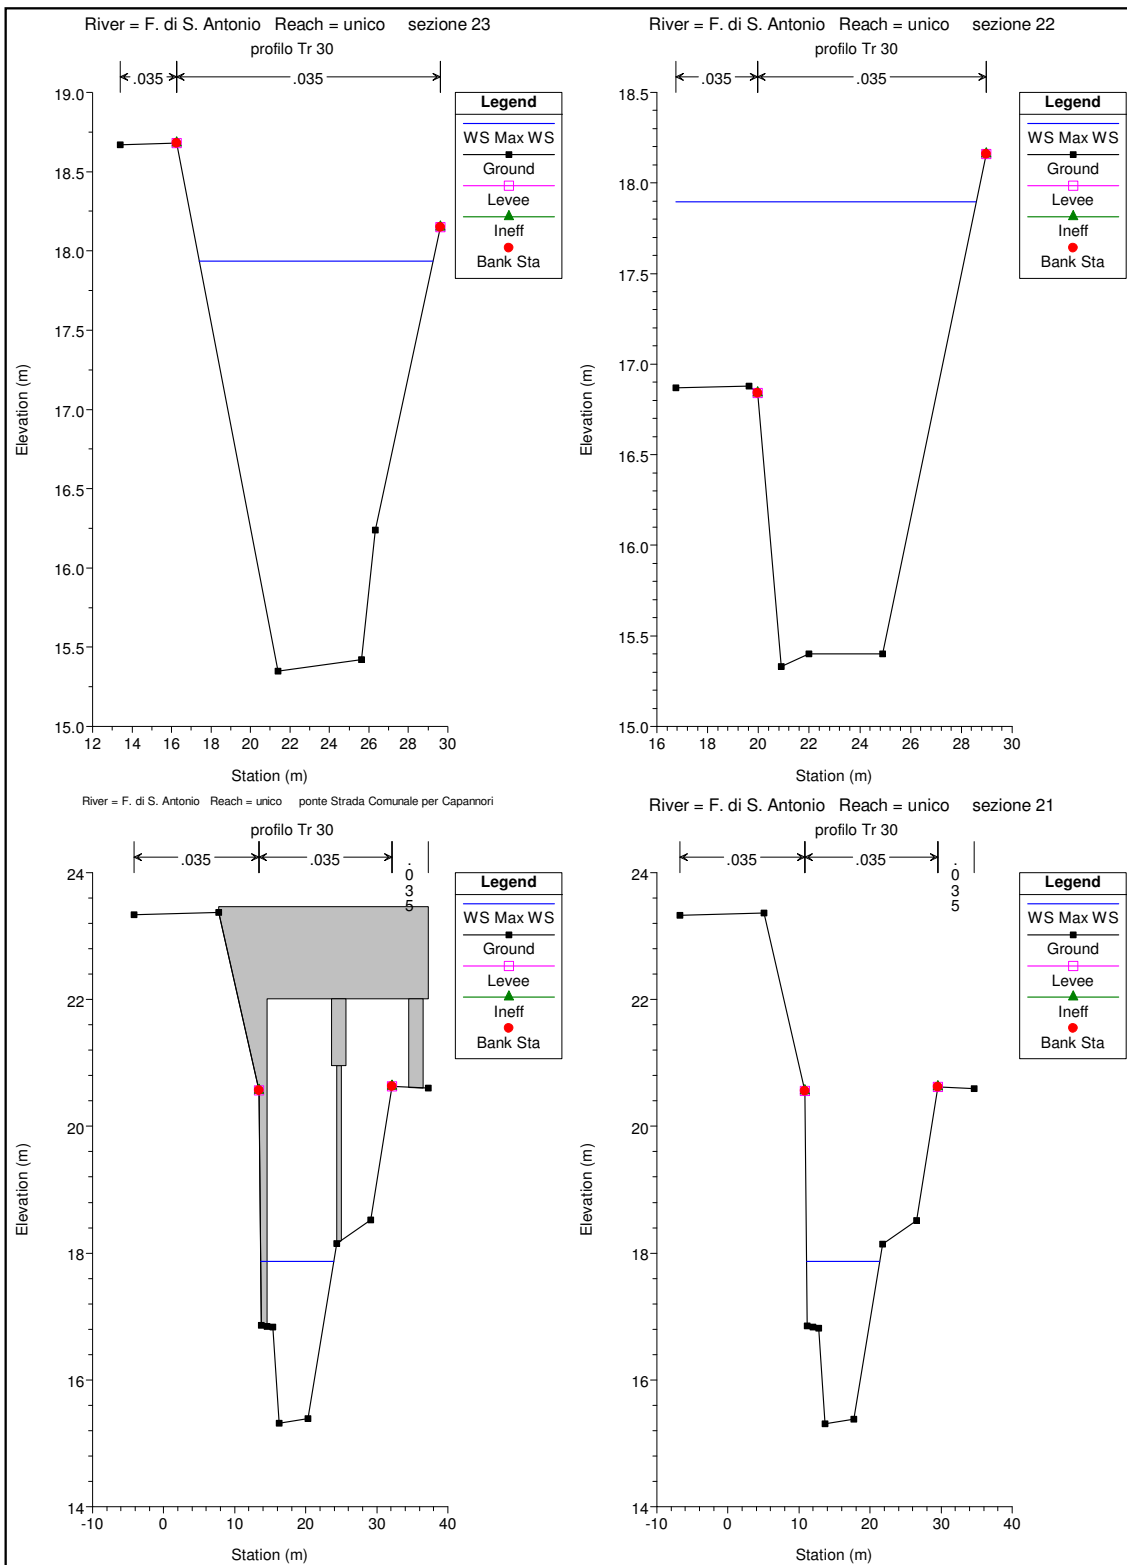 River = F. di S. Antonio Reach = unico sezione 23
profilo Tr 30
.035
.035
19.0
18.5
18.0
17.5
17.0
16.5
16.0
15.5
15.0
12
14
16
18
20
22
24
26
28
30
Elevation (m)
Station (m)
Legend
WS Max WS
Ground
Levee
Ineff
Bank Sta
River = F. di S. Antonio Reach = unico sezione 22
profilo Tr 30
.035
.035
18.5
18.0
17.5
17.0
16.5
16.0
15.5
15.0
16
18
20
22
24
26
28
30
Elevation (m)
Station (m)
Legend
WS Max WS
Ground
Levee
Ineff
Bank Sta
River = F. di S. Antonio Reach = unico ponte Strada Comunale per Capannori
profilo Tr 30
.035
.035
.035
24
22
20
18
16
14
-10
0
10
20
30
40
Elevation (m)
Station (m)
Legend
WS Max WS
Ground
Levee
Ineff
Bank Sta
River = F. di S. Antonio Reach = unico sezione 21
profilo Tr 30
.035
.035
.035
24
22
20
18
16
14
-10
0
10
20
30
40
Elevation (m)
Station (m)
Legend
WS Max WS
Ground
Levee
Ineff
Bank Sta